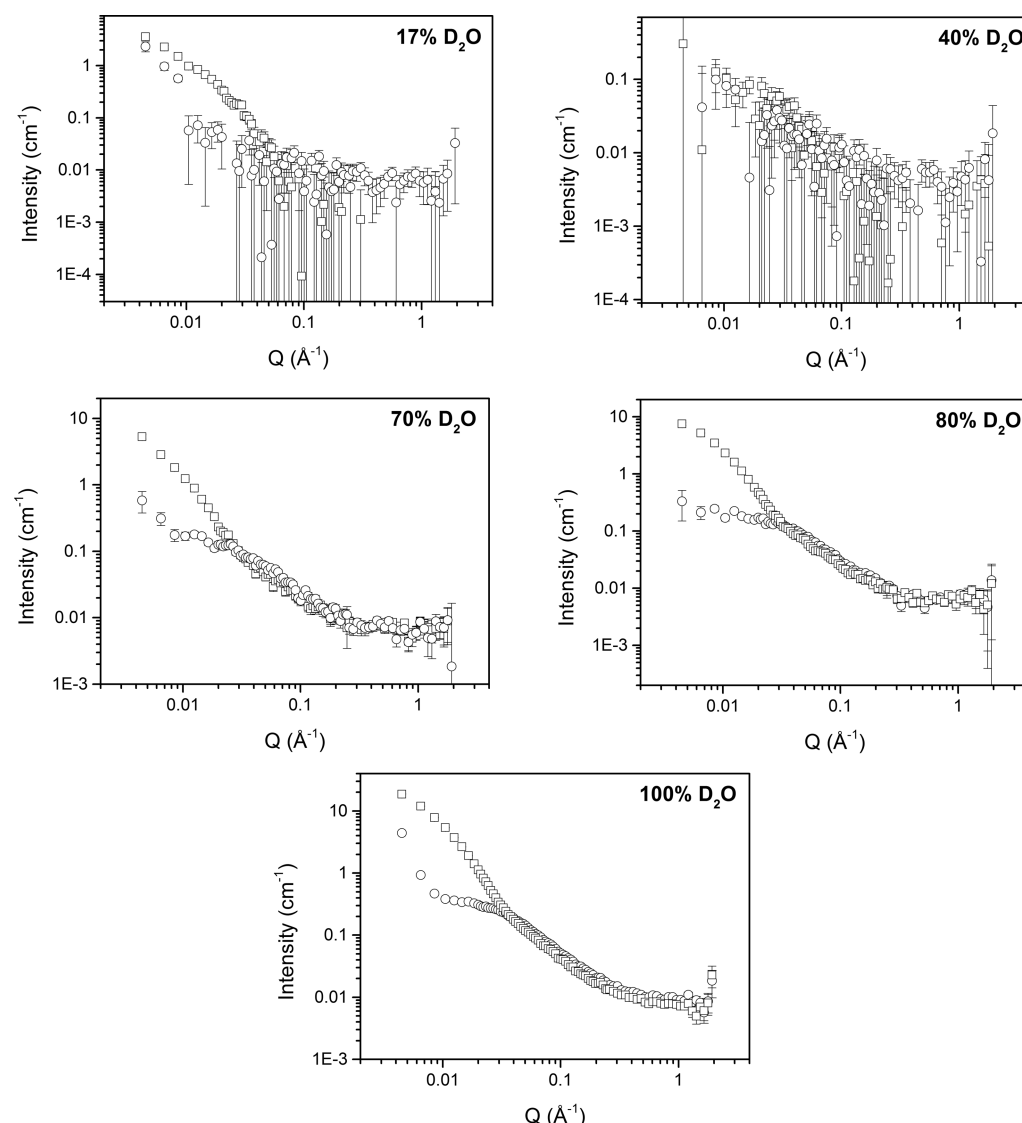 17% D₂O
1
0.1
0.01
1E-3
1E-4
Intensity (cm⁻¹)
0.01 0.1 1
Q (Å⁻¹)
40% D₂O
0.1
0.01
1E-3
1E-4
Intensity (cm⁻¹)
0.01 0.1 1
Q (Å⁻¹)
70% D₂O
10
1
0.1
0.01
1E-3
Intensity (cm⁻¹)
0.01 0.1 1
Q (Å⁻¹)
80% D₂O
10
1
0.1
0.01
1E-3
Intensity (cm⁻¹)
0.01 0.1 1
Q (Å⁻¹)
100% D₂O
10
1
0.1
0.01
1E-3
Intensity (cm⁻¹)
0.01 0.1 1
Q (Å⁻¹)